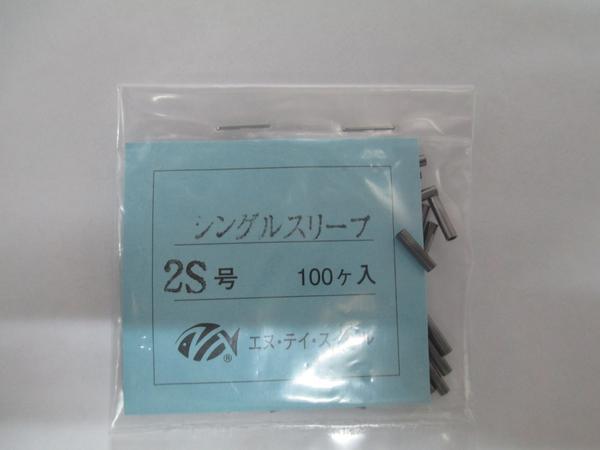 シングルスリーブ
2S号 100ヶ入
® エヌ・テイ・スイベル